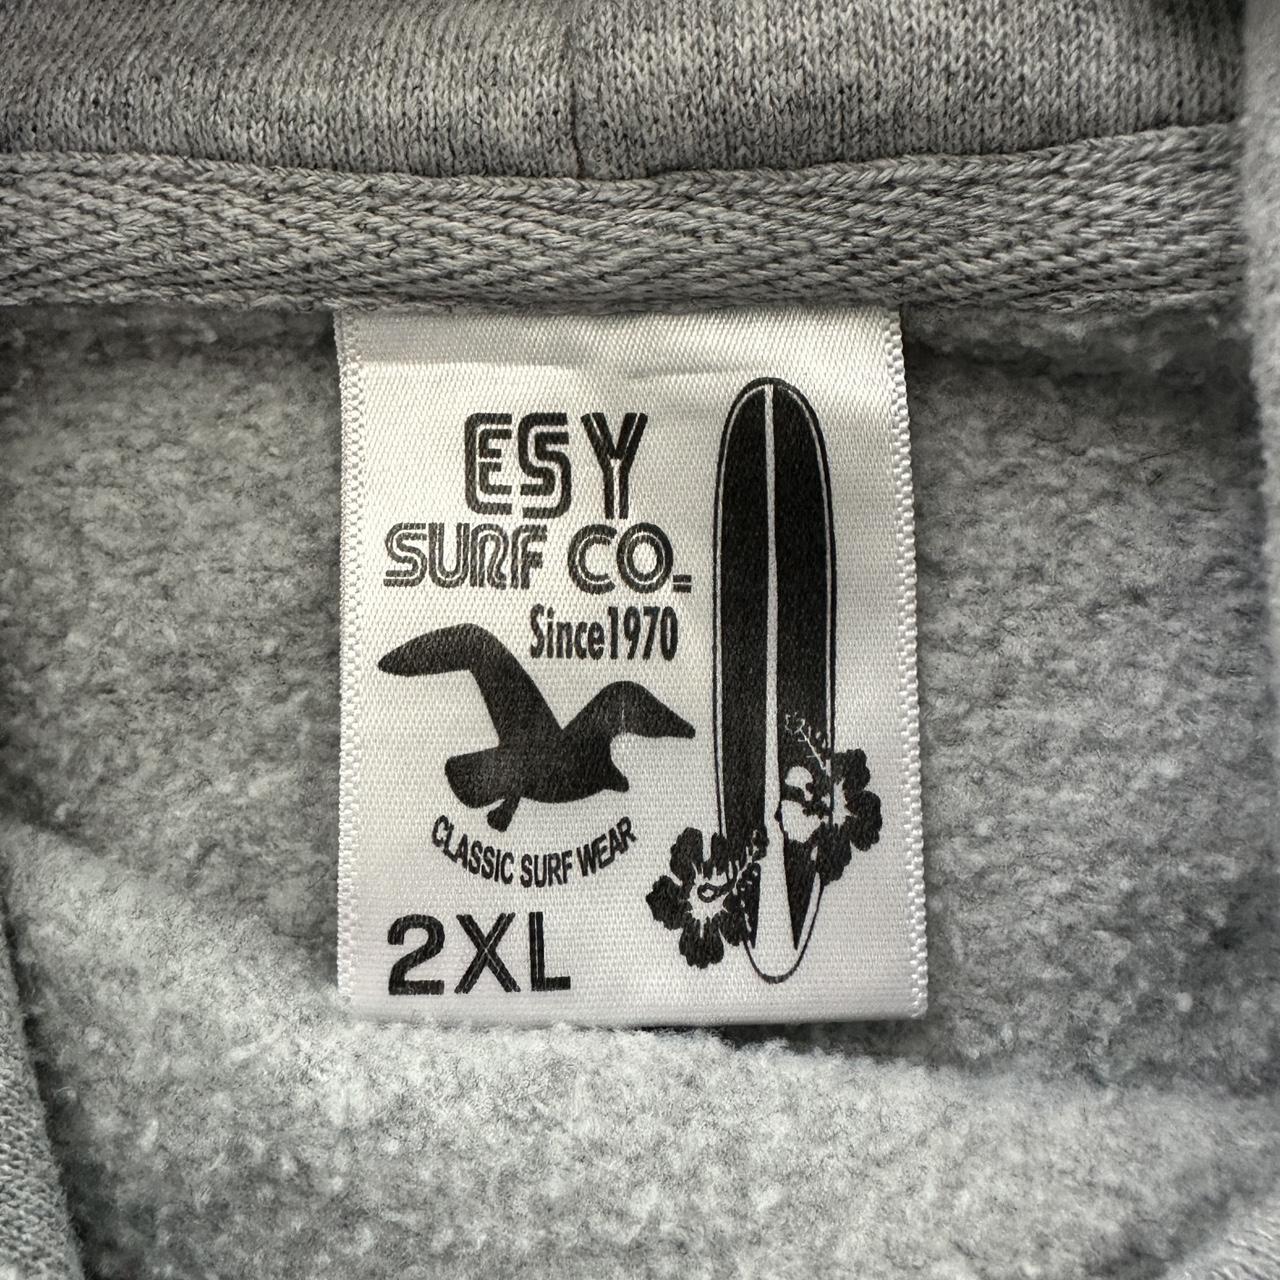 ESY
SURF CO.
Since1970
CLASSIC SURF WEAR
2XL